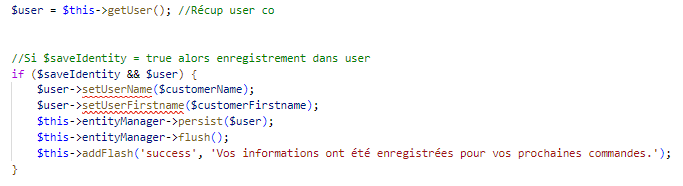 $user = $this->getUser(); //Récup user co
//Si $saveIdentity = true alors enregistrement dans user
if ($saveIdentity && $user) {
    $user->setUserName($customerName);
    $user->setUserFirstname($customerFirstname);
    $this->entityManager->persist($user);
    $this->entityManager->flush();
    $this->addFlash('success', 'Vos informations ont été enregistrées pour vos prochaines commandes.');
}